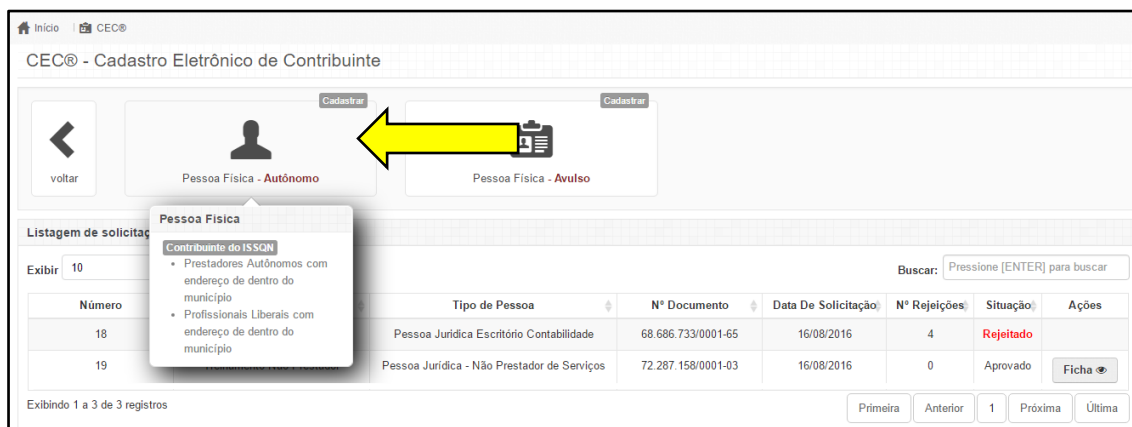 Início CEC®
CEC® - Cadastro Eletrônico de Contribuinte
Cadastrar Cadastrar
voltar Pessoa Física - Autônomo Pessoa Física - Avulso
Pessoa Física
Listagem de
Contribuinte do ISSQN
Prestadores Autônomos com
endereço de dentro do
município
Profissionais Liberais com
endereço de dentro do
município
Exibir 10 Buscar: Pressione [ENTER] para buscar
Número Tipo de Pessoa Nº Documento Data De Solicitação Nº Rejeições Situação Ações
18 Pessoa Jurídica Escritório Contabilidade 68.686.733/0001-65 16/08/2016 4 Rejeitado
19 Pessoa Jurídica - Não Prestador de Serviços 72.287.158/0001-03 16/08/2016 0 Aprovado Ficha
Exibindo 1 a 3 de 3 registros Primeira Anterior 1 Próxima Última